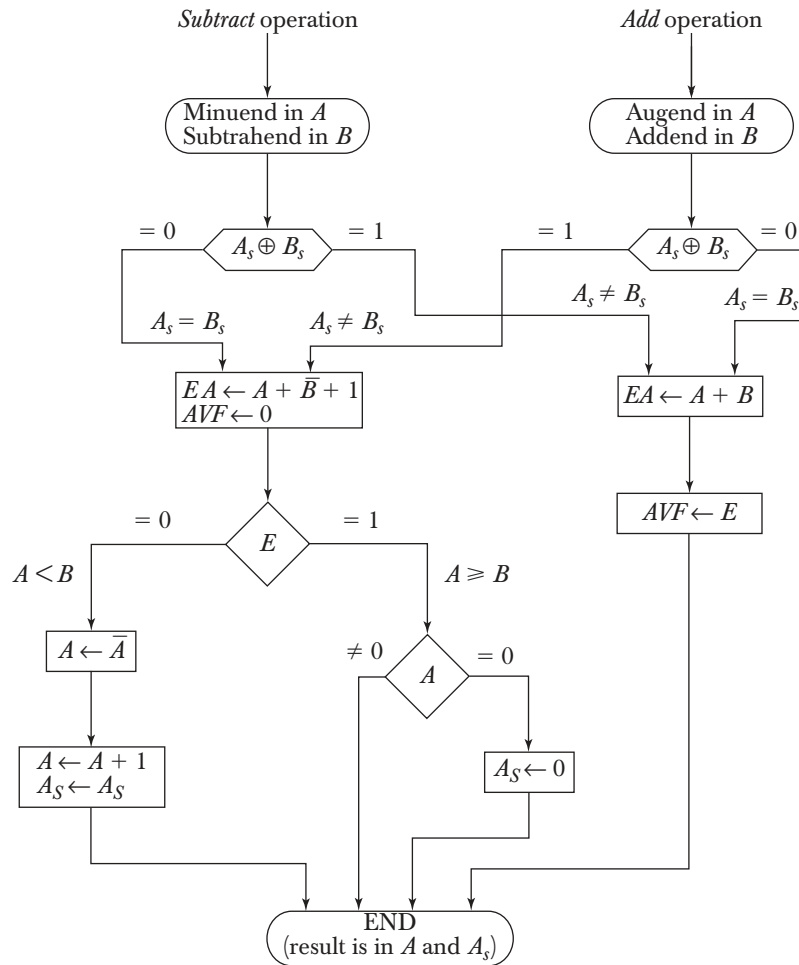 Subtract operation
Add operation
Minuend in A
Subtrahend in B
Augend in A
Addend in B
= 0
A_s ⊕ B_s
= 1
= 1
A_s ⊕ B_s
= 0
A_s = B_s
A_s ≠ B_s
A_s ≠ B_s
A_s = B_s
EA ← A + B̅ + 1
AVF ← 0
EA ← A + B
= 0
E
= 1
AVF ← E
A < B
A ⩾ B
A ← A̅
≠ 0
A
= 0
A ← A + 1
A_S ← A_S
A_S ← 0
END
(result is in A and A_s)